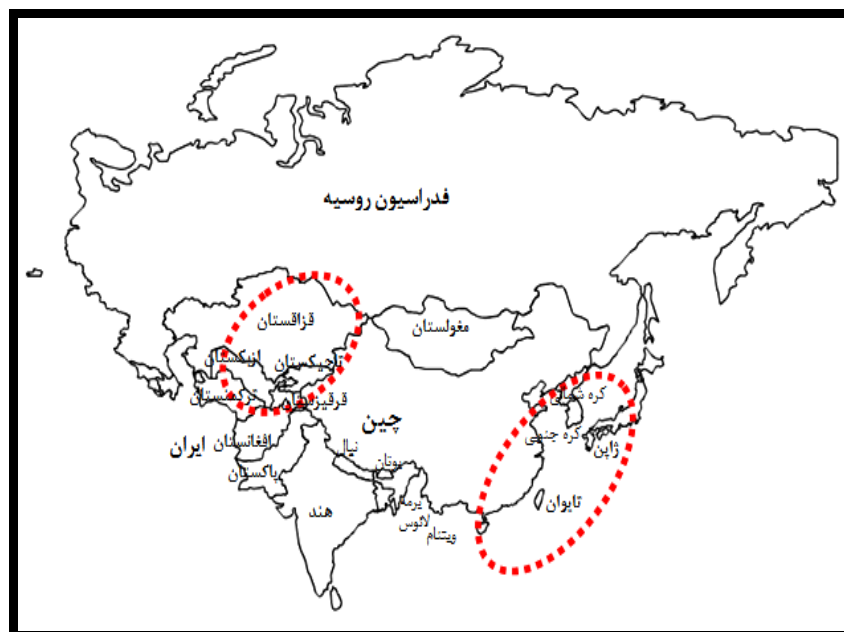 فدراسیون روسیه
قزاقستان
مغولستان
ازبکستان
تاجیکستان
ترکمنستان
قرقیزستان
کره شمالی
چین
کره جنوبی
ژاپن
ایران
افغانستان
نپال
بوتان
پاکستان
هند
برمه
تایوان
لائوس
ویتنام